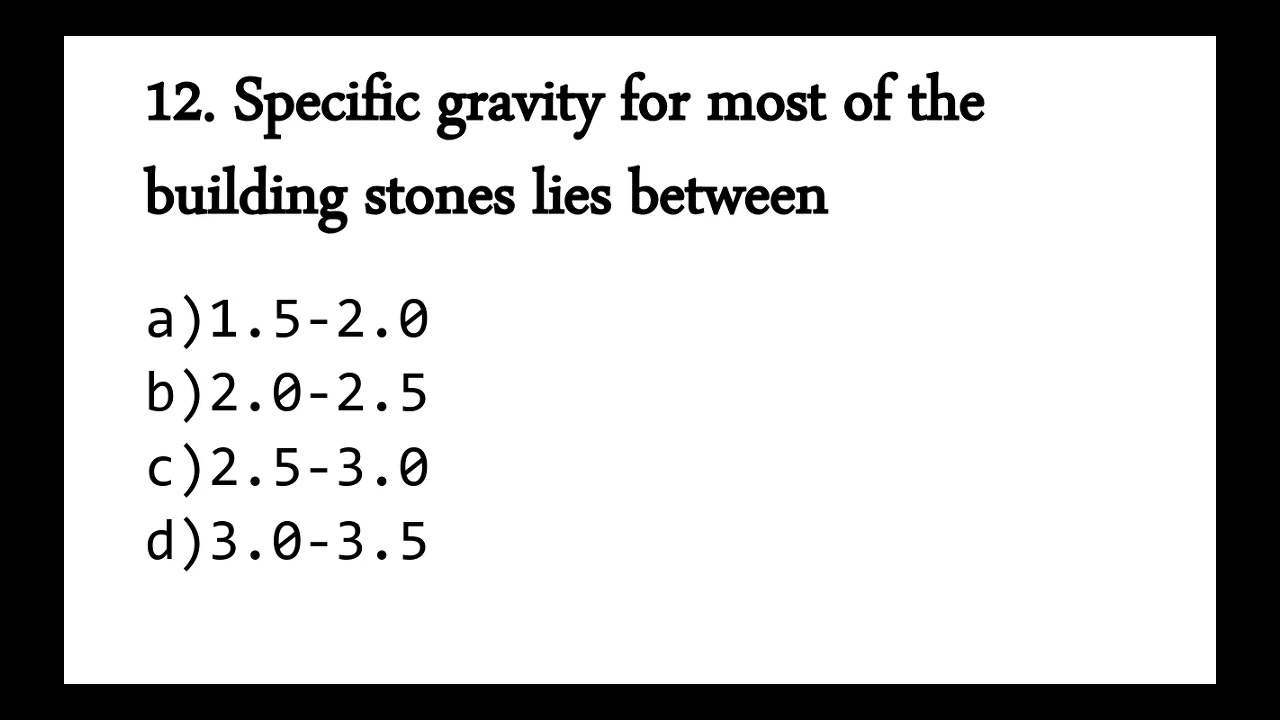 12. Specific gravity for most of the
building stones lies between
a)1.5-2.0
b)2.0-2.5
c)2.5-3.0
d)3.0-3.5